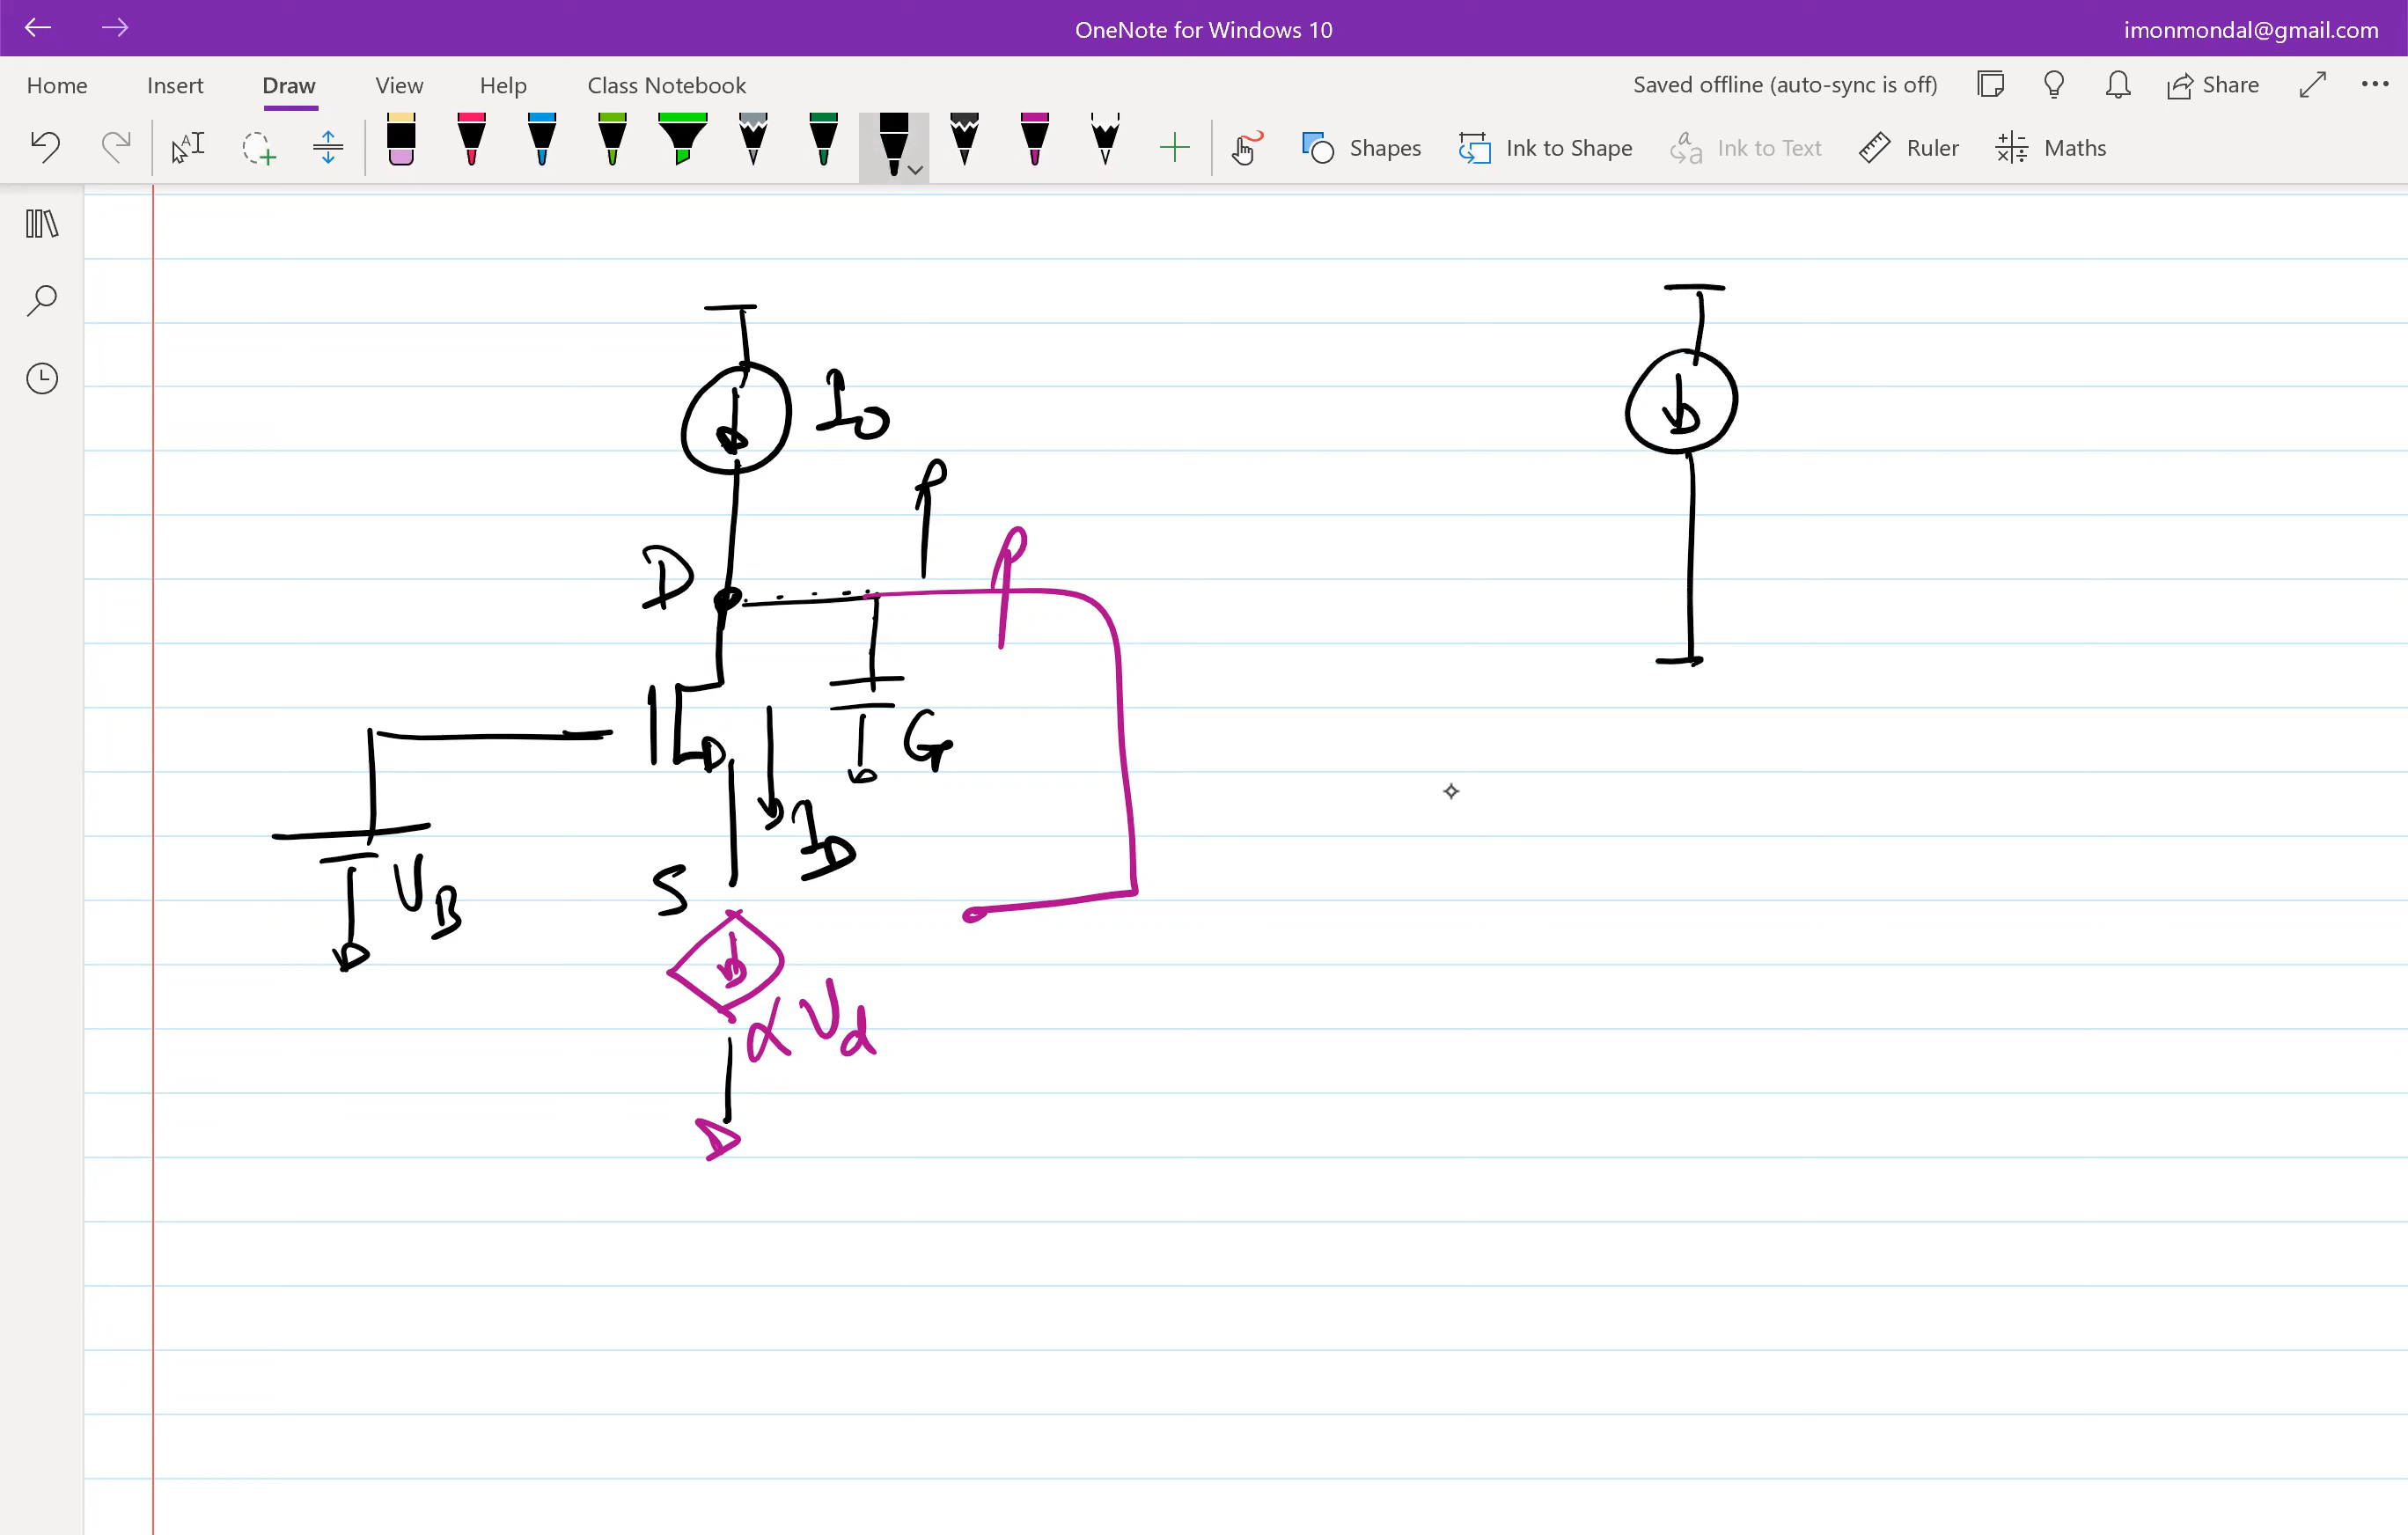 OneNote for Windows 10
imonmondal@gmail.com
Home Insert Draw View Help Class Notebook
Saved offline (auto-sync is off) Share
Shapes Ink to Shape Ink to Text Ruler Maths
I0
D
G
ID
VB
S
αVd